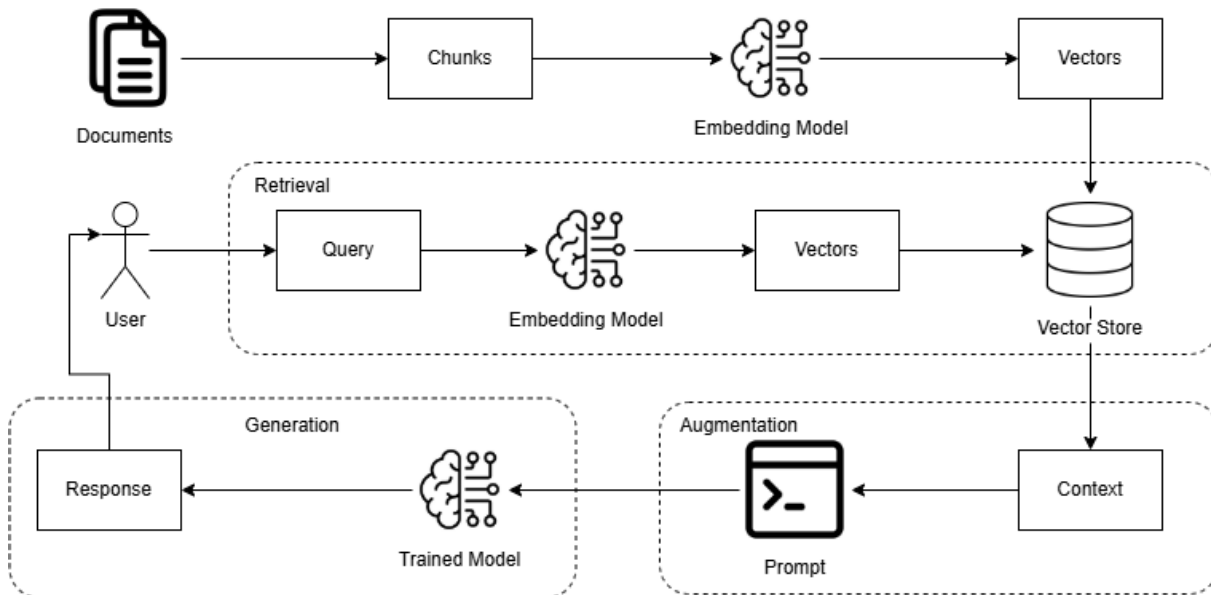 Chunks
Vectors
Documents
Embedding Model
Retrieval
Query
Vectors
User
Embedding Model
Vector Store
Generation
Augmentation
Response
Context
Trained Model
Prompt